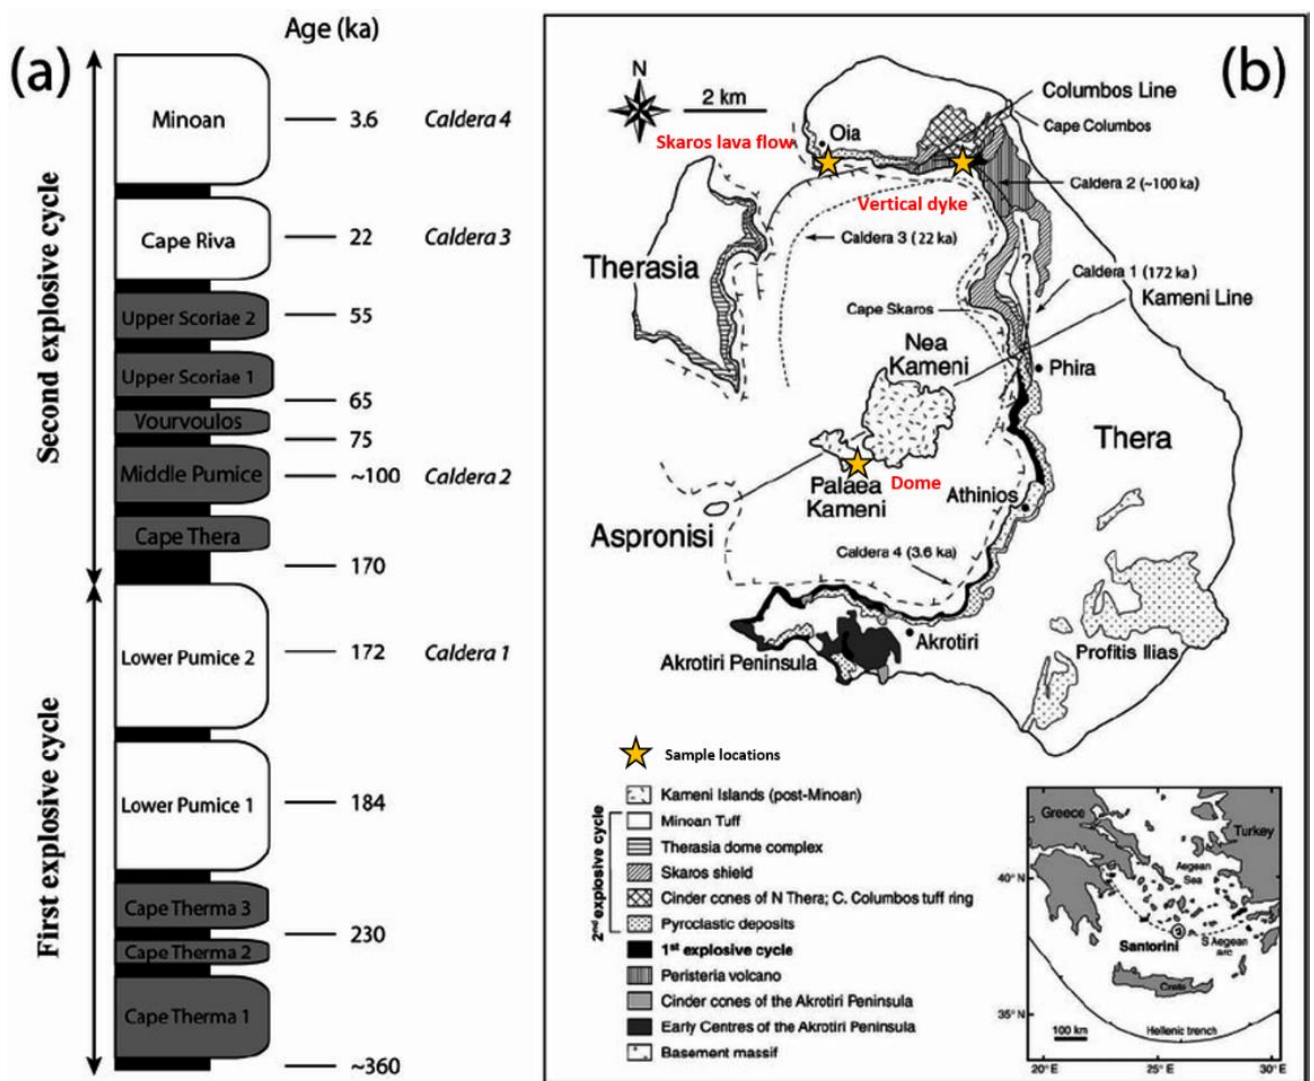 (a)
Age (ka)
Second explosive cycle
First explosive cycle
Minoan
3.6
Caldera 4
Cape Riva
22
Caldera 3
Upper Scoriae 2
55
Upper Scoriae 1
65
Vourvoulos
75
Middle Pumice
~100
Caldera 2
Cape Thera
170
Lower Pumice 2
172
Caldera 1
Lower Pumice 1
184
Cape Therma 3
230
Cape Therma 2
Cape Therma 1
~360
(b)
N
2 km
Columbos Line
Cape Columbos
Oia
Skaros lava flow
Caldera 2 (~100 ka)
Vertical dyke
Caldera 3 (22 ka)
Therasia
?
Caldera 1 (172 ka)
Kameni Line
Cape Skaros
Nea
Kameni
Phira
Thera
Dome
Palaea
Kameni
Athinios
Aspronisi
Caldera 4 (3.6 ka)
Akrotiri
Akrotiri Peninsula
Profitis Ilias
Sample locations
2nd explosive cycle
Kameni Islands (post-Minoan)
Minoan Tuff
Therasia dome complex
Skaros shield
Cinder cones of N Thera; C. Columbos tuff ring
Pyroclastic deposits
1st explosive cycle
Peristeria volcano
Cinder cones of the Akrotiri Peninsula
Early Centres of the Akrotiri Peninsula
Basement massif
Greece
Turkey
Aegean
Sea
40° N
Santorini
S Aegean
arc
Crete
35° N
100 km
Hellenic trench
20° E
25° E
30° E